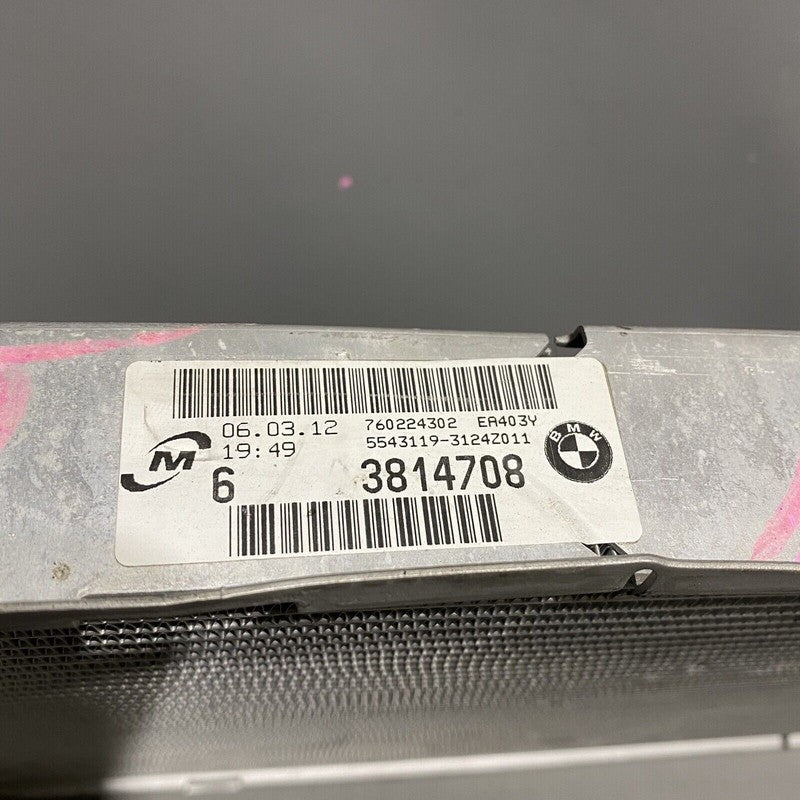 06.03.12 760224302 EA403Y
19:49 5543119-3124Z011
M
BMW
6 3814708